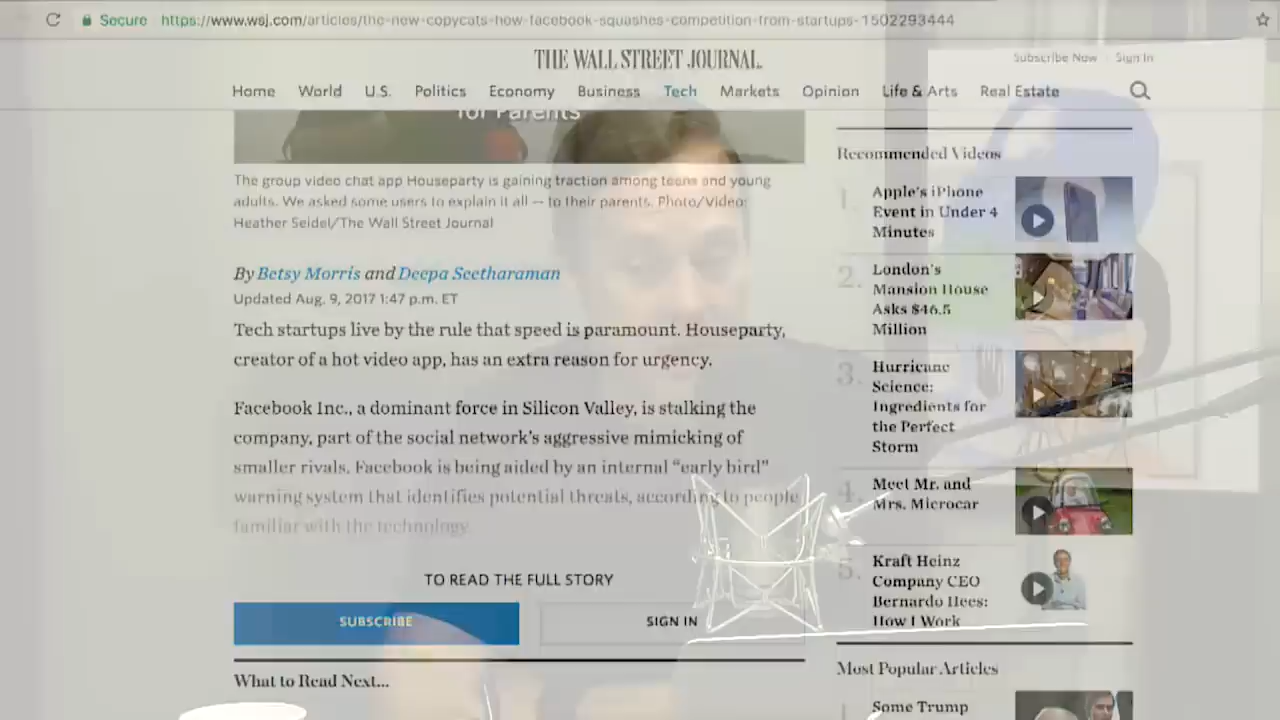 Secure https://www.wsj.com/articles/the-new-copycats-how-facebook-squashes-competition-from-startups-1502293444
THE WALL STREET JOURNAL.
Subscribe Now Sign In
Home World U.S. Politics Economy Business Tech Markets Opinion Life & Arts Real Estate
for Parents
The group video chat app Houseparty is gaining traction among teens and young
adults. We asked some users to explain it all — to their parents. Photo/Video:
Heather Seidel/The Wall Street Journal
By Betsy Morris and Deepa Seetharaman
Updated Aug. 9, 2017 1:47 p.m. ET
Tech startups live by the rule that speed is paramount. Houseparty,
creator of a hot video app, has an extra reason for urgency.
Facebook Inc., a dominant force in Silicon Valley, is stalking the
company, part of the social network's aggressive mimicking of
smaller rivals. Facebook is being aided by an internal “early bird”
warning system that identifies potential threats, according to people
familiar with the technology.
TO READ THE FULL STORY
SUBSCRIBE
SIGN IN
What to Read Next...
Recommended Videos
1.
Apple's iPhone
Event in Under 4
Minutes
2.
London's
Mansion House
Asks $46.5
Million
3.
Hurricane
Science:
Ingredients for
the Perfect
Storm
4.
Meet Mr. and
Mrs. Microcar
5.
Kraft Heinz
Company CEO
Bernardo Hees:
How I Work
Most Popular Articles
1.
Some Trump